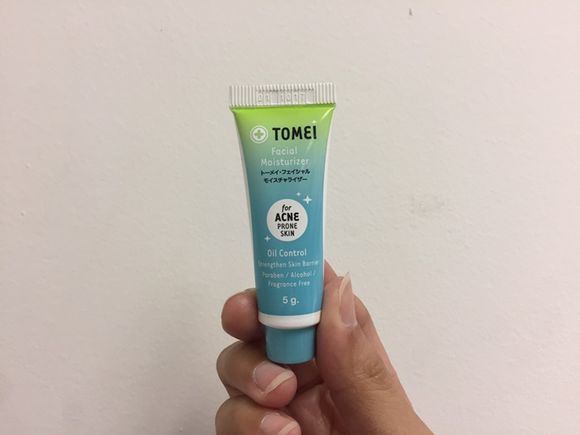 TOMEI
Facial
Moisturizer
トーメイ・フェイシャル
モイスチャライザー
for
ACNE
PRONE
SKIN
Oil Control
Strengthen Skin Barrier
Paraben / Alcohol /
Fragrance Free
5 g.